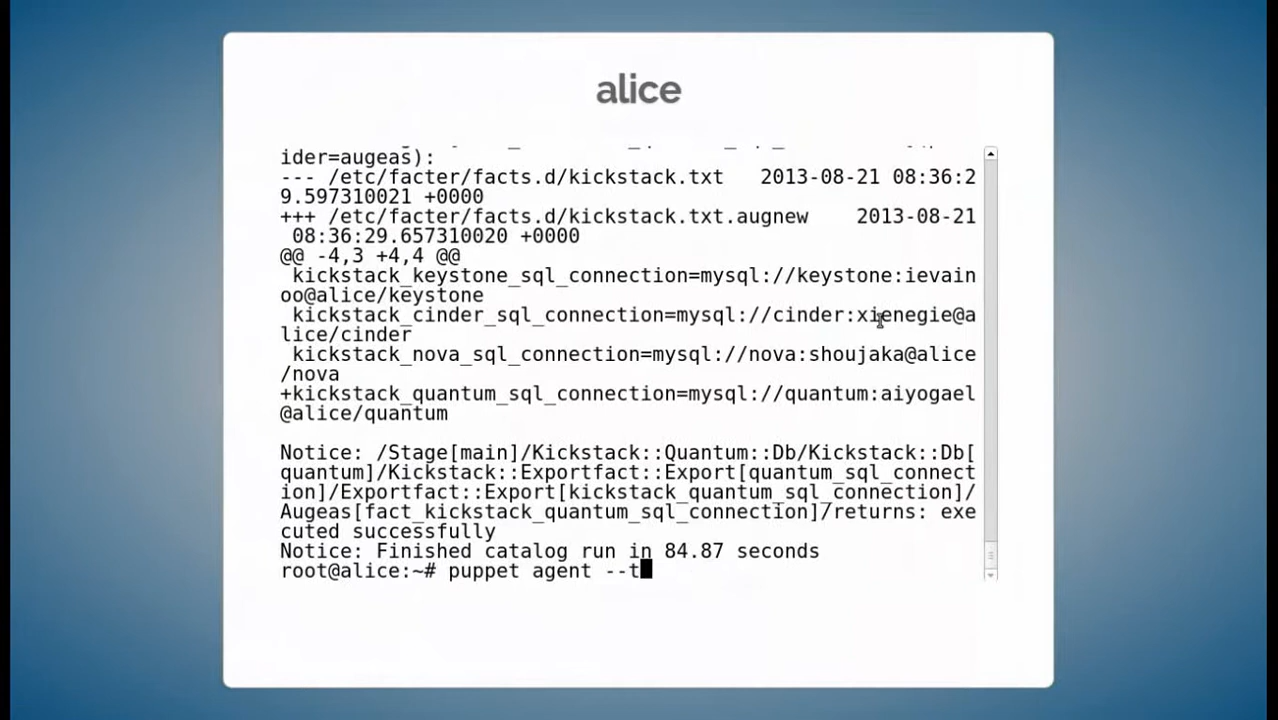 alice
ider=augeas):
--- /etc/facter/facts.d/kickstack.txt   2013-08-21 08:36:2
9.597310021 +0000
+++ /etc/facter/facts.d/kickstack.txt.augnew    2013-08-21
 08:36:29.657310020 +0000
@@ -4,3 +4,4 @@
 kickstack_keystone_sql_connection=mysql://keystone:ievain
oo@alice/keystone
 kickstack_cinder_sql_connection=mysql://cinder:xienegie@a
lice/cinder
 kickstack_nova_sql_connection=mysql://nova:shoujaka@alice
/nova
+kickstack_quantum_sql_connection=mysql://quantum:aiyogael
@alice/quantum
Notice: /Stage[main]/Kickstack::Quantum::Db/Kickstack::Db[
quantum]/Kickstack::Exportfact::Export[quantum_sql_connect
ion]/Exportfact::Export[kickstack_quantum_sql_connection]/
Augeas[fact_kickstack_quantum_sql_connection]/returns: exe
cuted successfully
Notice: Finished catalog run in 84.87 seconds
root@alice:~# puppet agent --t